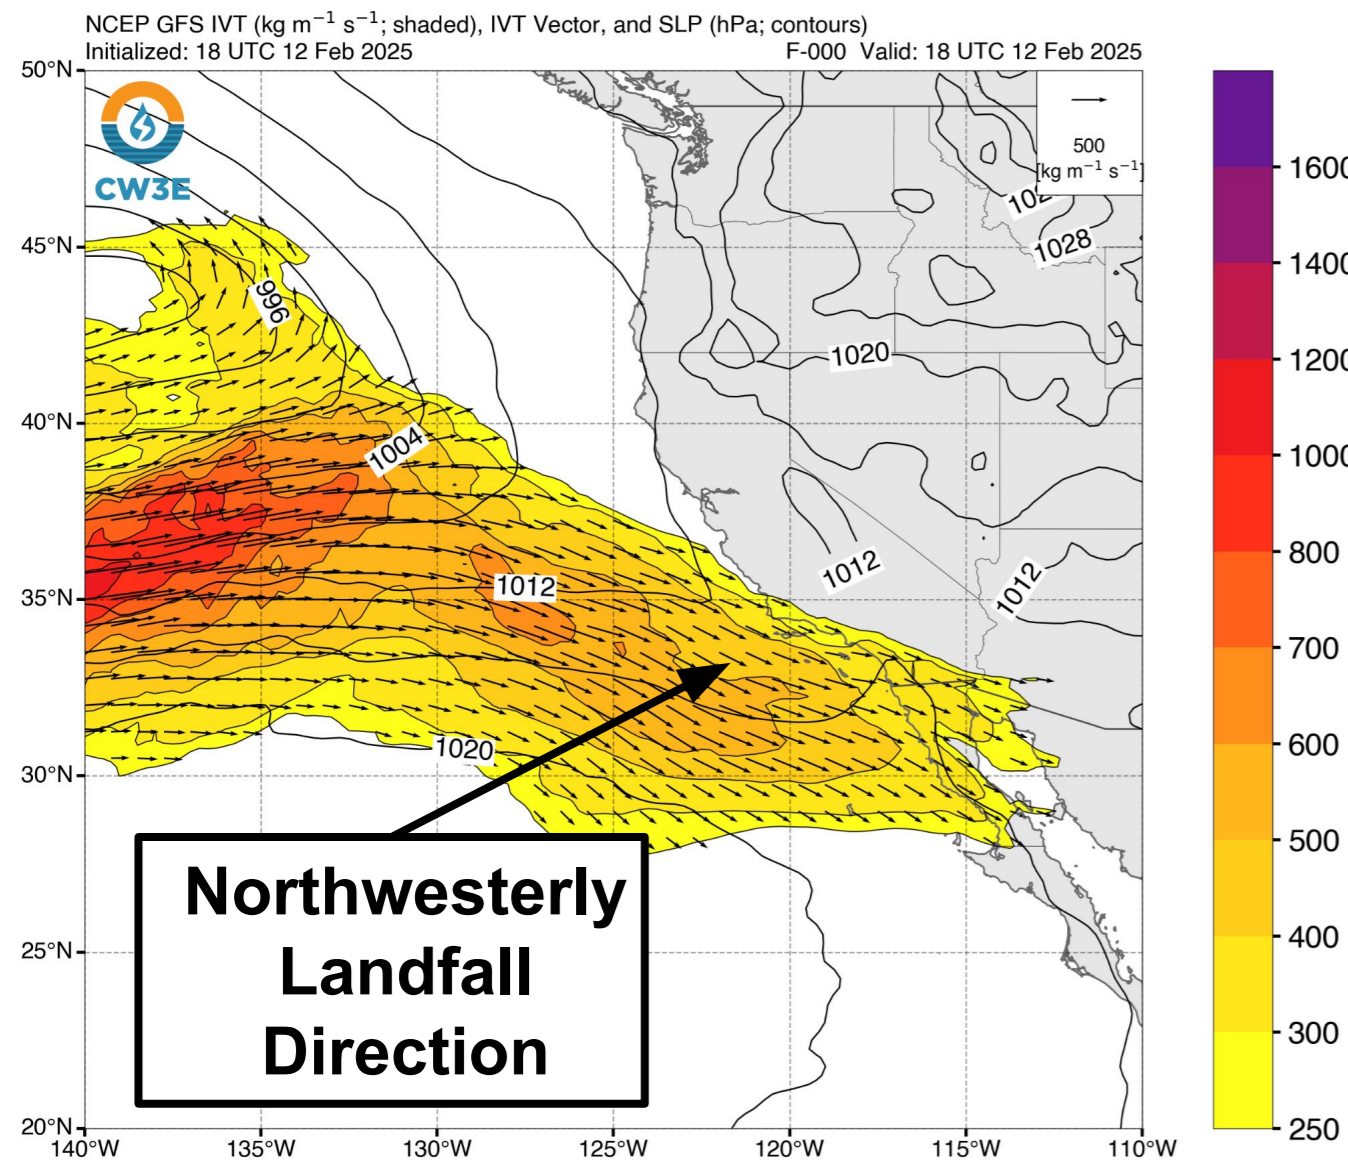 NCEP GFS IVT (kg m⁻¹ s⁻¹; shaded), IVT Vector, and SLP (hPa; contours)
Initialized: 18 UTC 12 Feb 2025
F-000 Valid: 18 UTC 12 Feb 2025
50°N
CW3E
500
[kg m⁻¹ s⁻¹]
1028
45°N
996
1020
40°N
1004
1012
1012
1012
35°N
1020
30°N
Northwesterly
Landfall
Direction
25°N
20°N
140°W
135°W
130°W
125°W
120°W
115°W
110°W
1600
1400
1200
1000
800
700
600
500
400
300
250